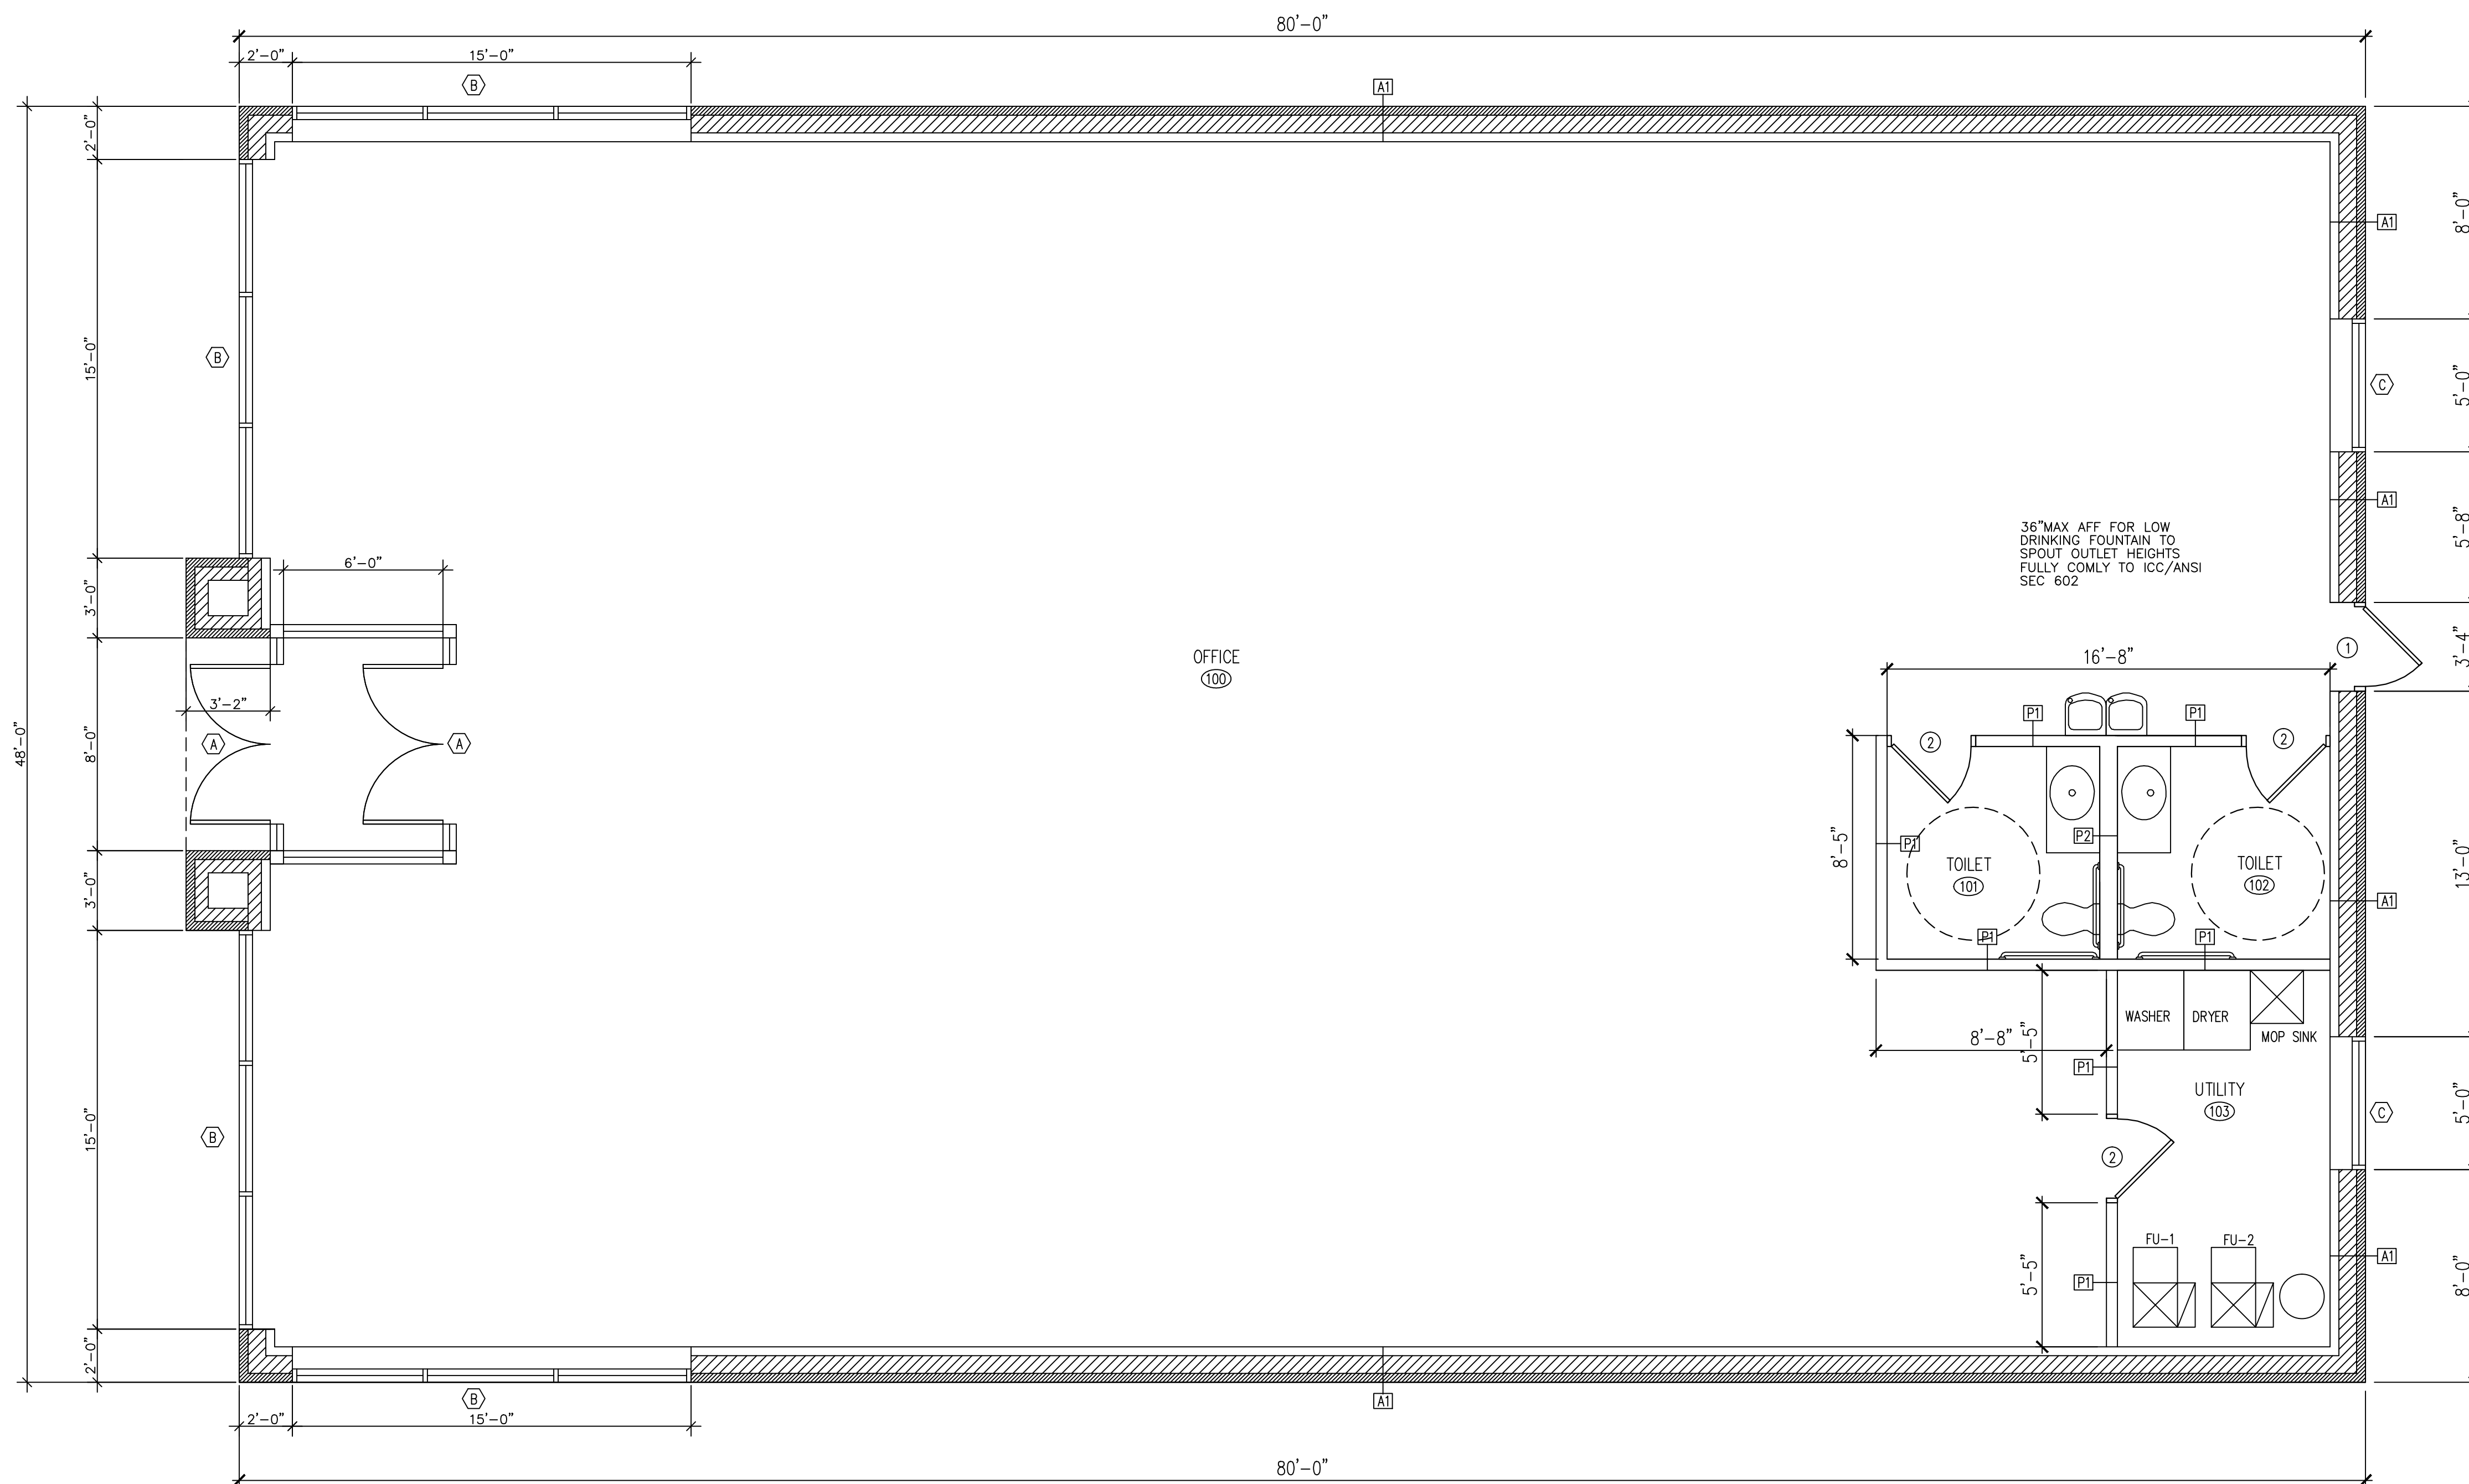 80'-0"
2'-0"
15'-0"
B
A1
2'-0"
15'-0"
3'-0"
8'-0"
3'-0"
15'-0"
2'-0"
48'-0"
B
B
6'-0"
3'-2"
A
A
OFFICE
100
36"MAX AFF FOR LOW
DRINKING FOUNTAIN TO
SPOUT OUTLET HEIGHTS
FULLY COMLY TO ICC/ANSI
SEC 602
16'-8"
P1
P1
2
2
1
8'-5"
P1
P2
TOILET
101
TOILET
102
P1
P1
WASHER
DRYER
MOP SINK
8'-8"
5'-5"
P1
UTILITY
103
2
FU-1
FU-2
5'-5"
P1
A1
C
A1
A1
C
A1
8'-0"
5'-0"
5'-8"
3'-4"
13'-0"
5'-0"
8'-0"
B
A1
2'-0"
15'-0"
80'-0"